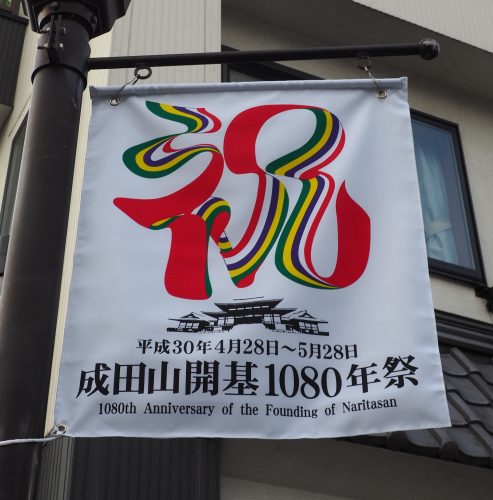 祝
平成30年4月28日～5月28日
成田山開基1080年祭
1080th Anniversary of the Founding of Naritasan